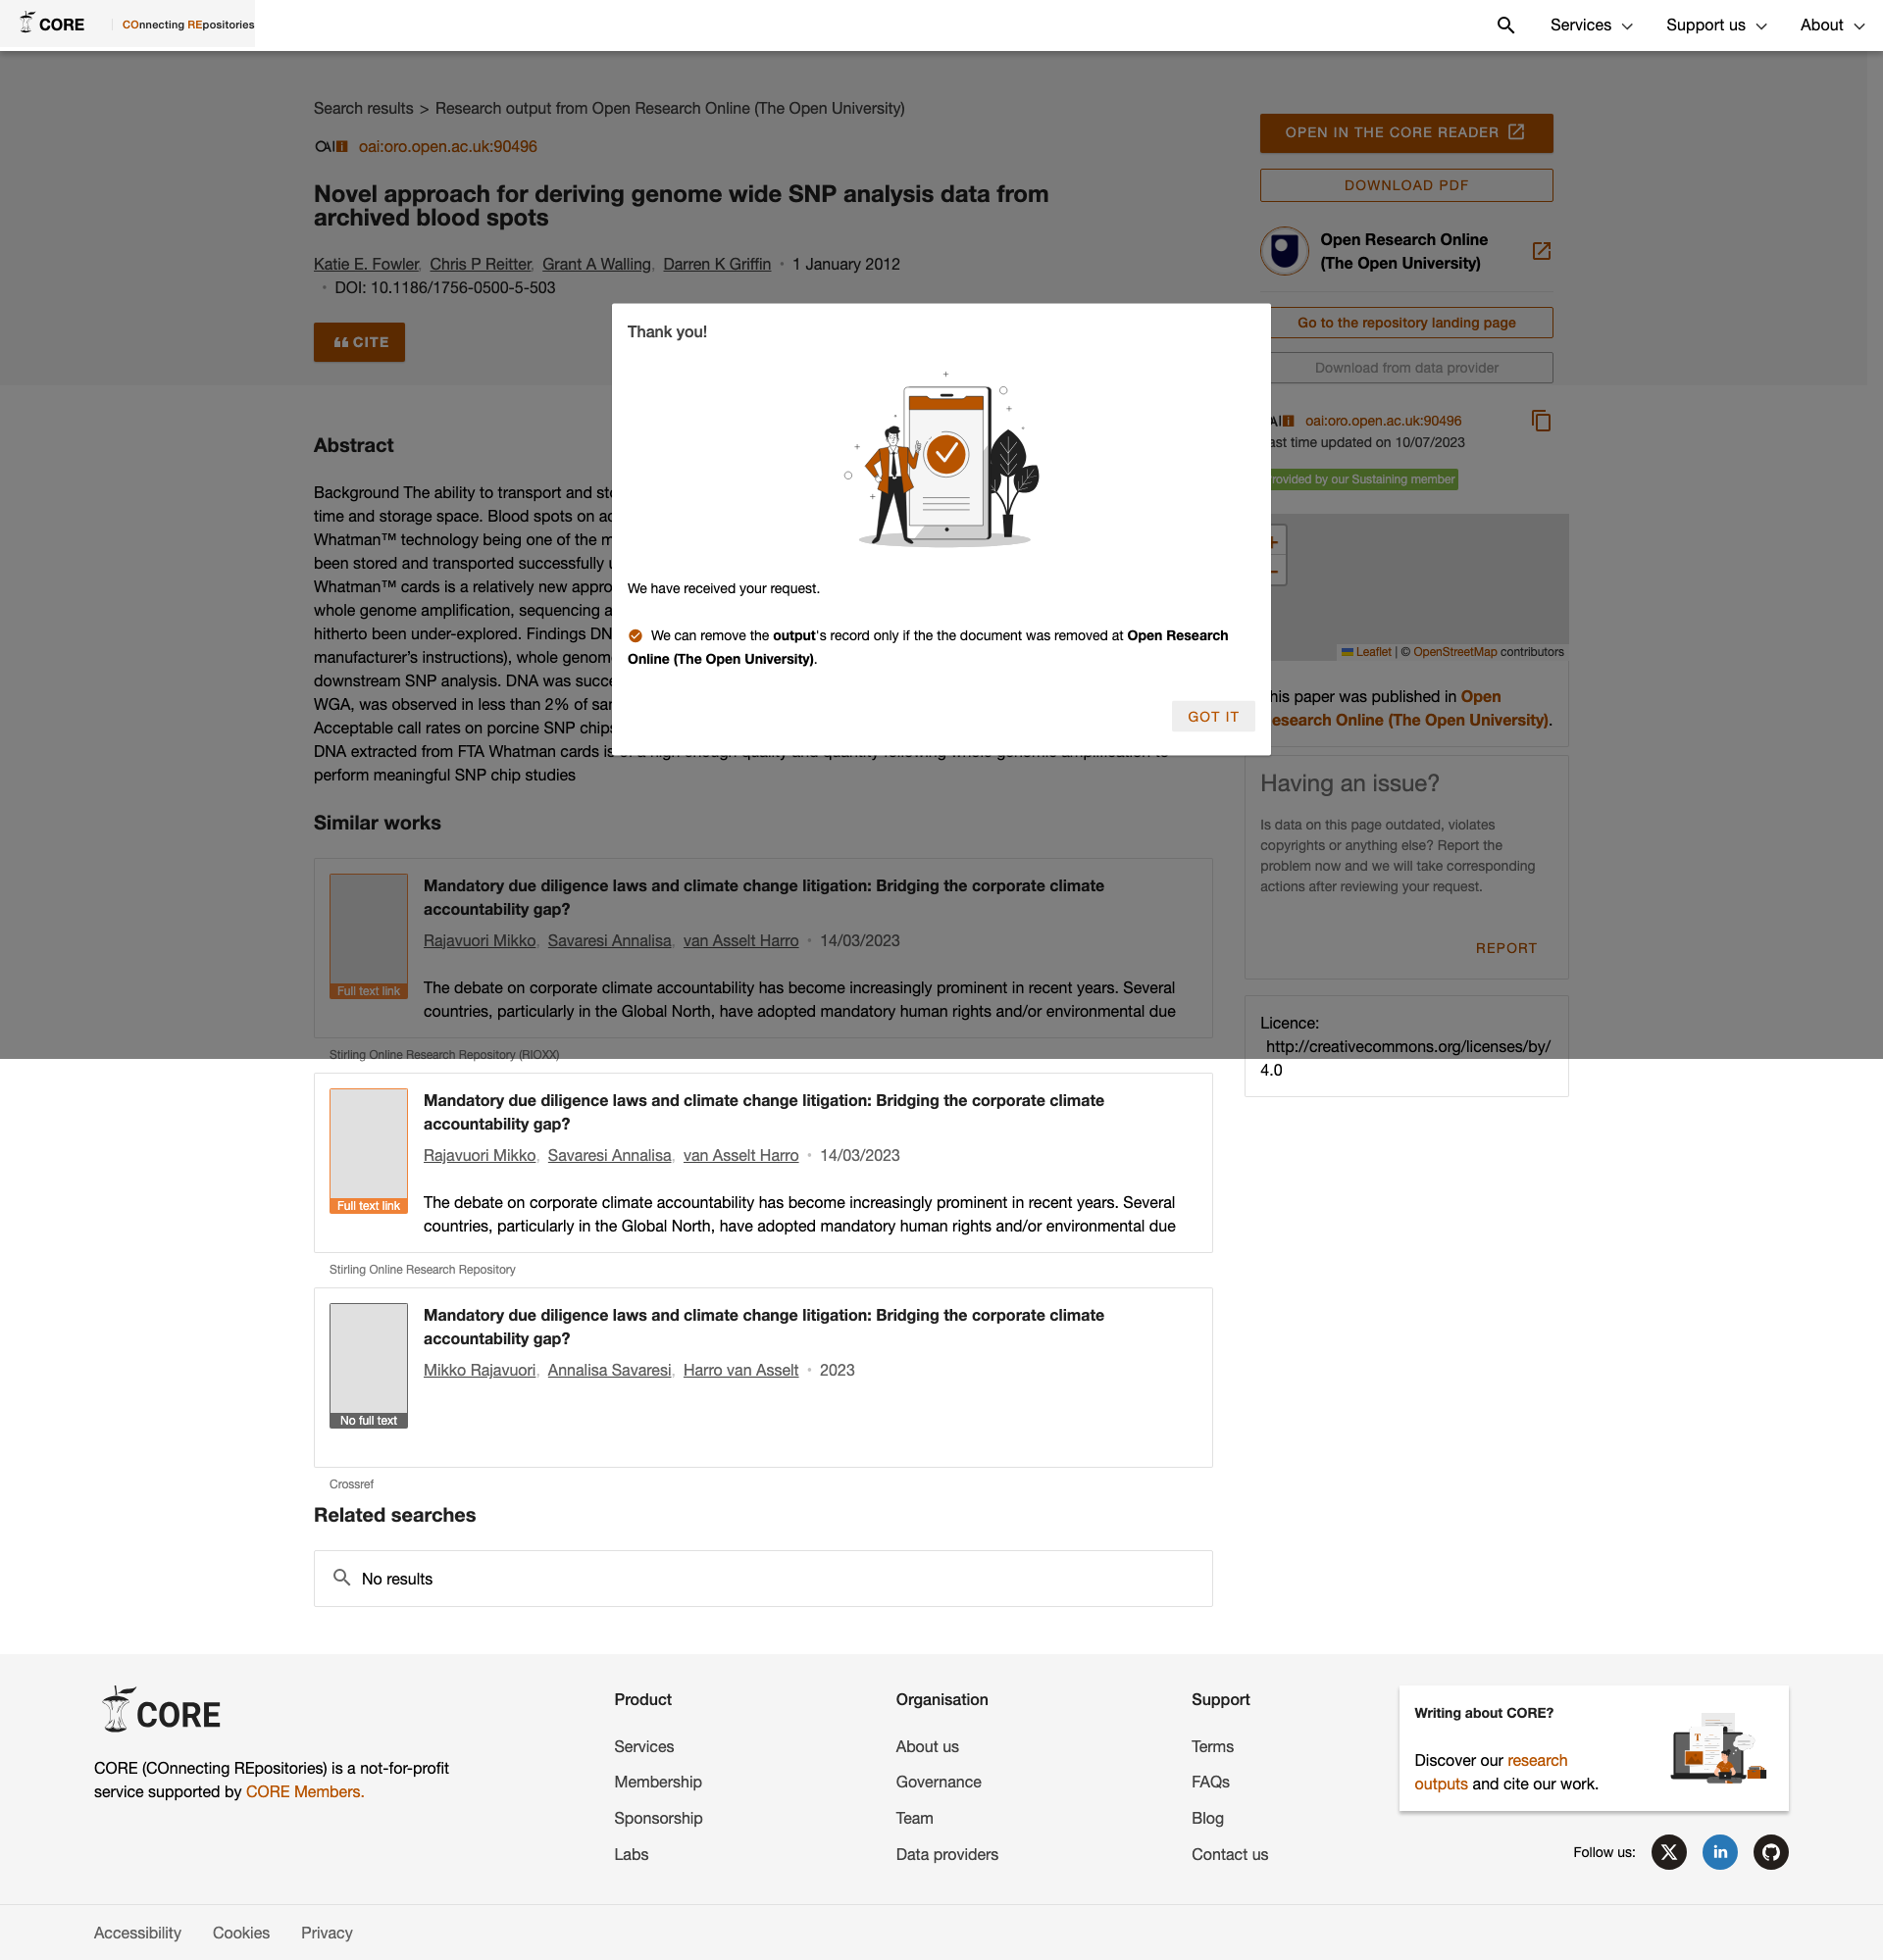 CORE
COnnecting REpositories
Services
Support us
About
Search results > Research output from Open Research Online (The Open University)
OAI oai:oro.open.ac.uk:90496
Novel approach for deriving genome wide SNP analysis data from
archived blood spots
Katie E. Fowler, Chris P Reitter, Grant A Walling, Darren K Griffin • 1 January 2012
• DOI: 10.1186/1756-0500-5-503
CITE
OPEN IN THE CORE READER
DOWNLOAD PDF
Open Research Online
(The Open University)
Go to the repository landing page
Download from data provider
oai:oro.open.ac.uk:90496
ast time updated on 10/07/2023
rovided by our Sustaining member
+
−
Leaflet | © OpenStreetMap contributors
his paper was published in Open
esearch Online (The Open University).
Thank you!
We have received your request.
We can remove the output's record only if the the document was removed at Open Research
Online (The Open University).
GOT IT
Abstract
Background The ability to transport and
time and storage space. Blood spots on
Whatman™ technology being one of the
been stored and transported successfully
Whatman™ cards is a relatively new
whole genome amplification, sequencing
hitherto been under-explored. Findings
manufacturer's instructions), whole
downstream SNP analysis. DNA was
WGA, was observed in less than 2% of
Acceptable call rates on porcine SNP
DNA extracted from FTA Whatman cards is of a high enough quality and quantity following whole genomic amplification to
perform meaningful SNP chip studies
Having an issue?
Is data on this page outdated, violates
copyrights or anything else? Report the
problem now and we will take corresponding
actions after reviewing your request.
REPORT
Licence:
http://creativecommons.org/licenses/by/
4.0
Similar works
Mandatory due diligence laws and climate change litigation: Bridging the corporate climate
accountability gap?
Rajavuori Mikko, Savaresi Annalisa, van Asselt Harro • 14/03/2023
Full text link
The debate on corporate climate accountability has become increasingly prominent in recent years. Several
countries, particularly in the Global North, have adopted mandatory human rights and/or environmental due
Stirling Online Research Repository (RIOXX)
Mandatory due diligence laws and climate change litigation: Bridging the corporate climate
accountability gap?
Rajavuori Mikko, Savaresi Annalisa, van Asselt Harro • 14/03/2023
Full text link
The debate on corporate climate accountability has become increasingly prominent in recent years. Several
countries, particularly in the Global North, have adopted mandatory human rights and/or environmental due
Stirling Online Research Repository
Mandatory due diligence laws and climate change litigation: Bridging the corporate climate
accountability gap?
Mikko Rajavuori, Annalisa Savaresi, Harro van Asselt • 2023
No full text
Crossref
Related searches
No results
CORE
CORE (COnnecting REpositories) is a not-for-profit
service supported by CORE Members.
Product
Services
Membership
Sponsorship
Labs
Organisation
About us
Governance
Team
Data providers
Support
Terms
FAQs
Blog
Contact us
Writing about CORE?
Discover our research
outputs and cite our work.
Follow us:
Accessibility
Cookies
Privacy